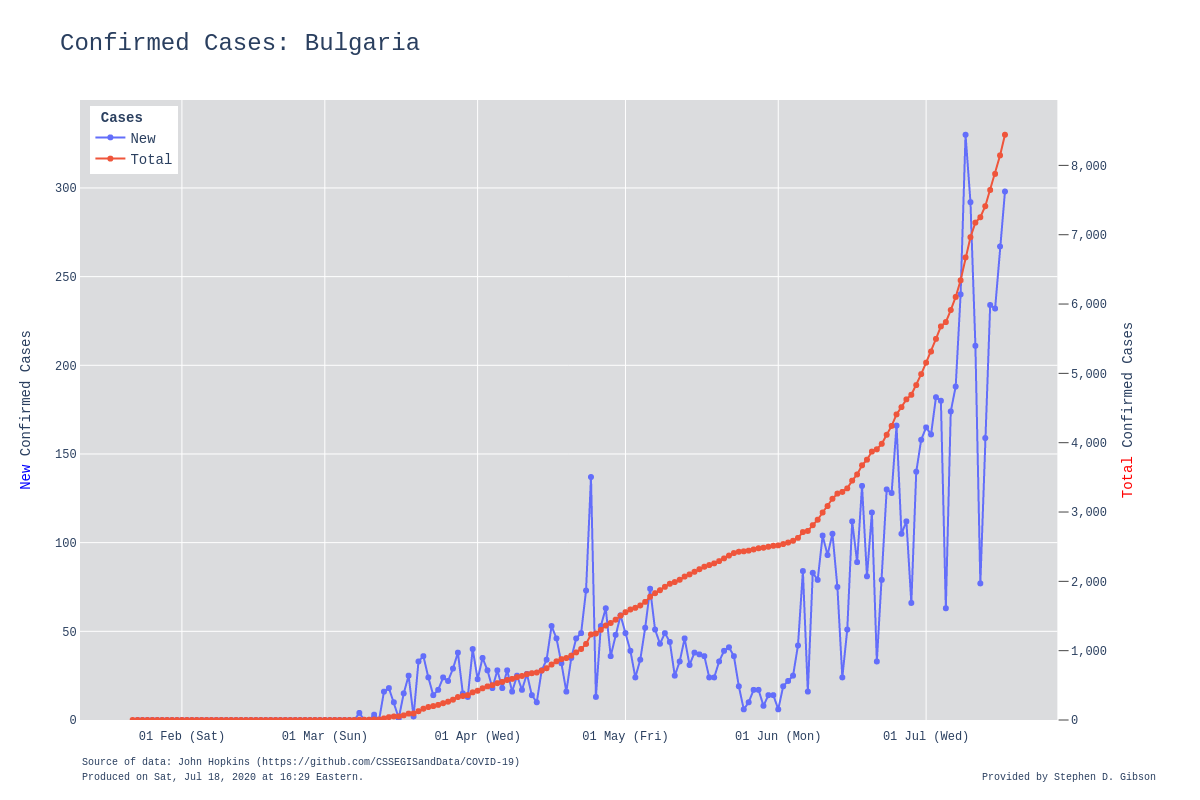 Confirmed Cases: Bulgaria
Cases
New
Total
300
250
200
150
100
50
0
New Confirmed Cases
8,000
7,000
6,000
5,000
4,000
3,000
2,000
1,000
0
Total Confirmed Cases
01 Feb (Sat) 01 Mar (Sun) 01 Apr (Wed) 01 May (Fri) 01 Jun (Mon) 01 Jul (Wed)
Source of data: John Hopkins (https://github.com/CSSEGISandData/COVID-19)
Produced on Sat, Jul 18, 2020 at 16:29 Eastern.
Provided by Stephen D. Gibson